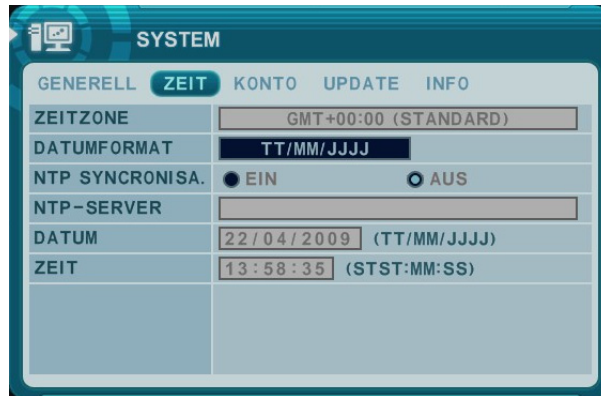 SYSTEM
GENERELL ZEIT KONTO UPDATE INFO
ZEITZONE GMT+00:00 (STANDARD)
DATUMFORMAT TT/MM/JJJJ
NTP SYNCRONISA. EIN AUS
NTP-SERVER
DATUM 22/04/2009 (TT/MM/JJJJ)
ZEIT 13:58:35 (STST:MM:SS)